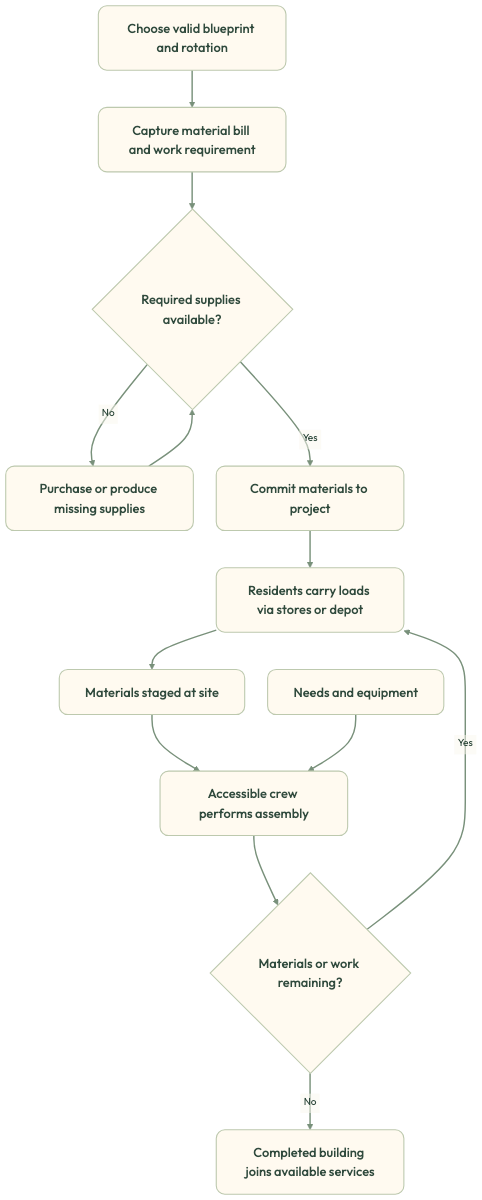 Choose valid blueprint
and rotation
Capture material bill
and work requirement
Required supplies
available?
No
Yes
Purchase or produce
missing supplies
Commit materials to
project
Residents carry loads
via stores or depot
Materials staged at site
Needs and equipment
Yes
Accessible crew
performs assembly
Materials or work
remaining?
No
Completed building
joins available services